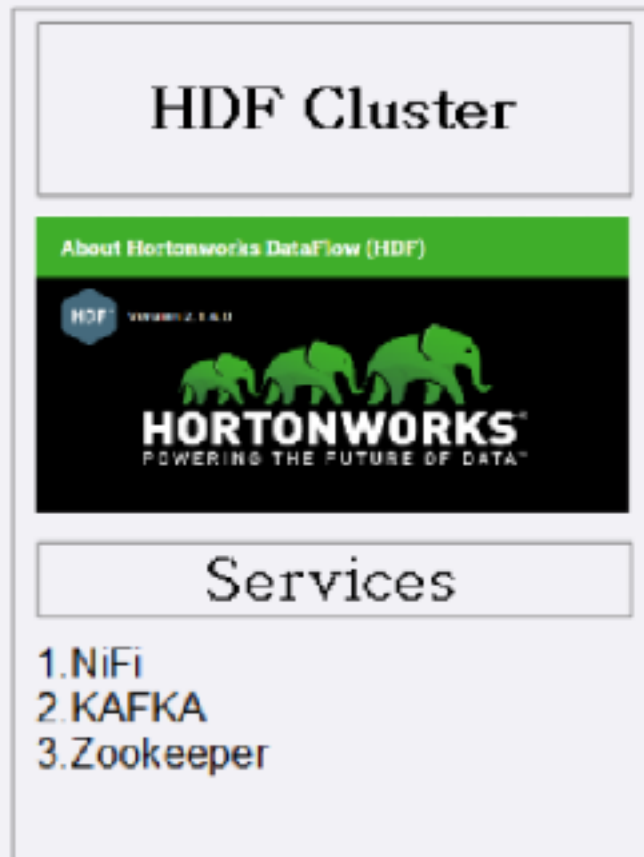 HDF Cluster
About Hortonworks DataFlow (HDF)
HDF
HORTONWORKS
POWERING THE FUTURE OF DATA™
Services
1.NiFi
2.KAFKA
3.Zookeeper